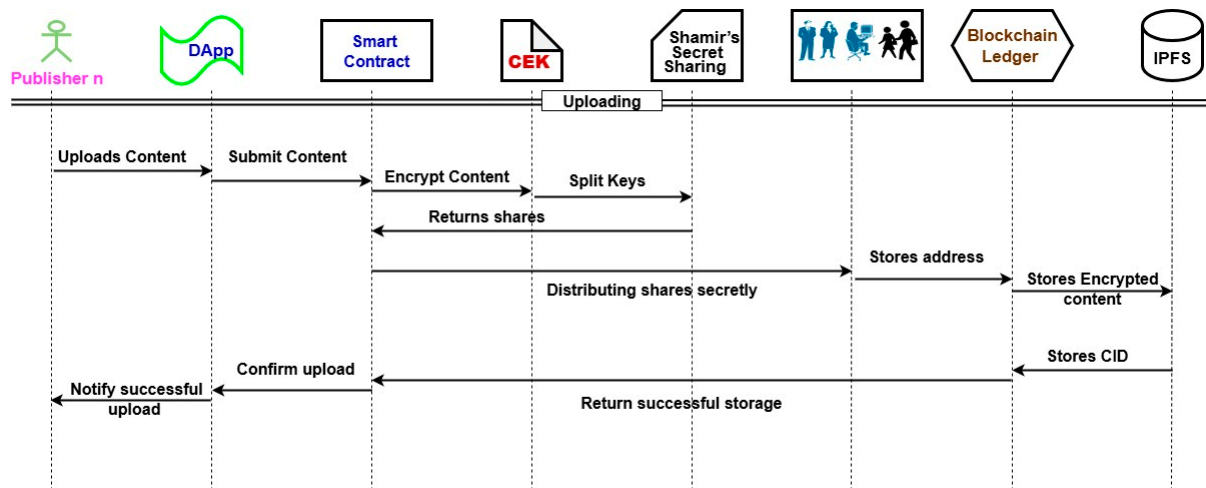 Publisher n
DApp
Smart
Contract
CEK
Shamir's
Secret
Sharing
Blockchain
Ledger
IPFS
Uploading
Uploads Content
Submit Content
Encrypt Content
Split Keys
Returns shares
Distributing shares secretly
Stores address
Stores Encrypted
content
Stores CID
Return successful storage
Confirm upload
Notify successful
upload